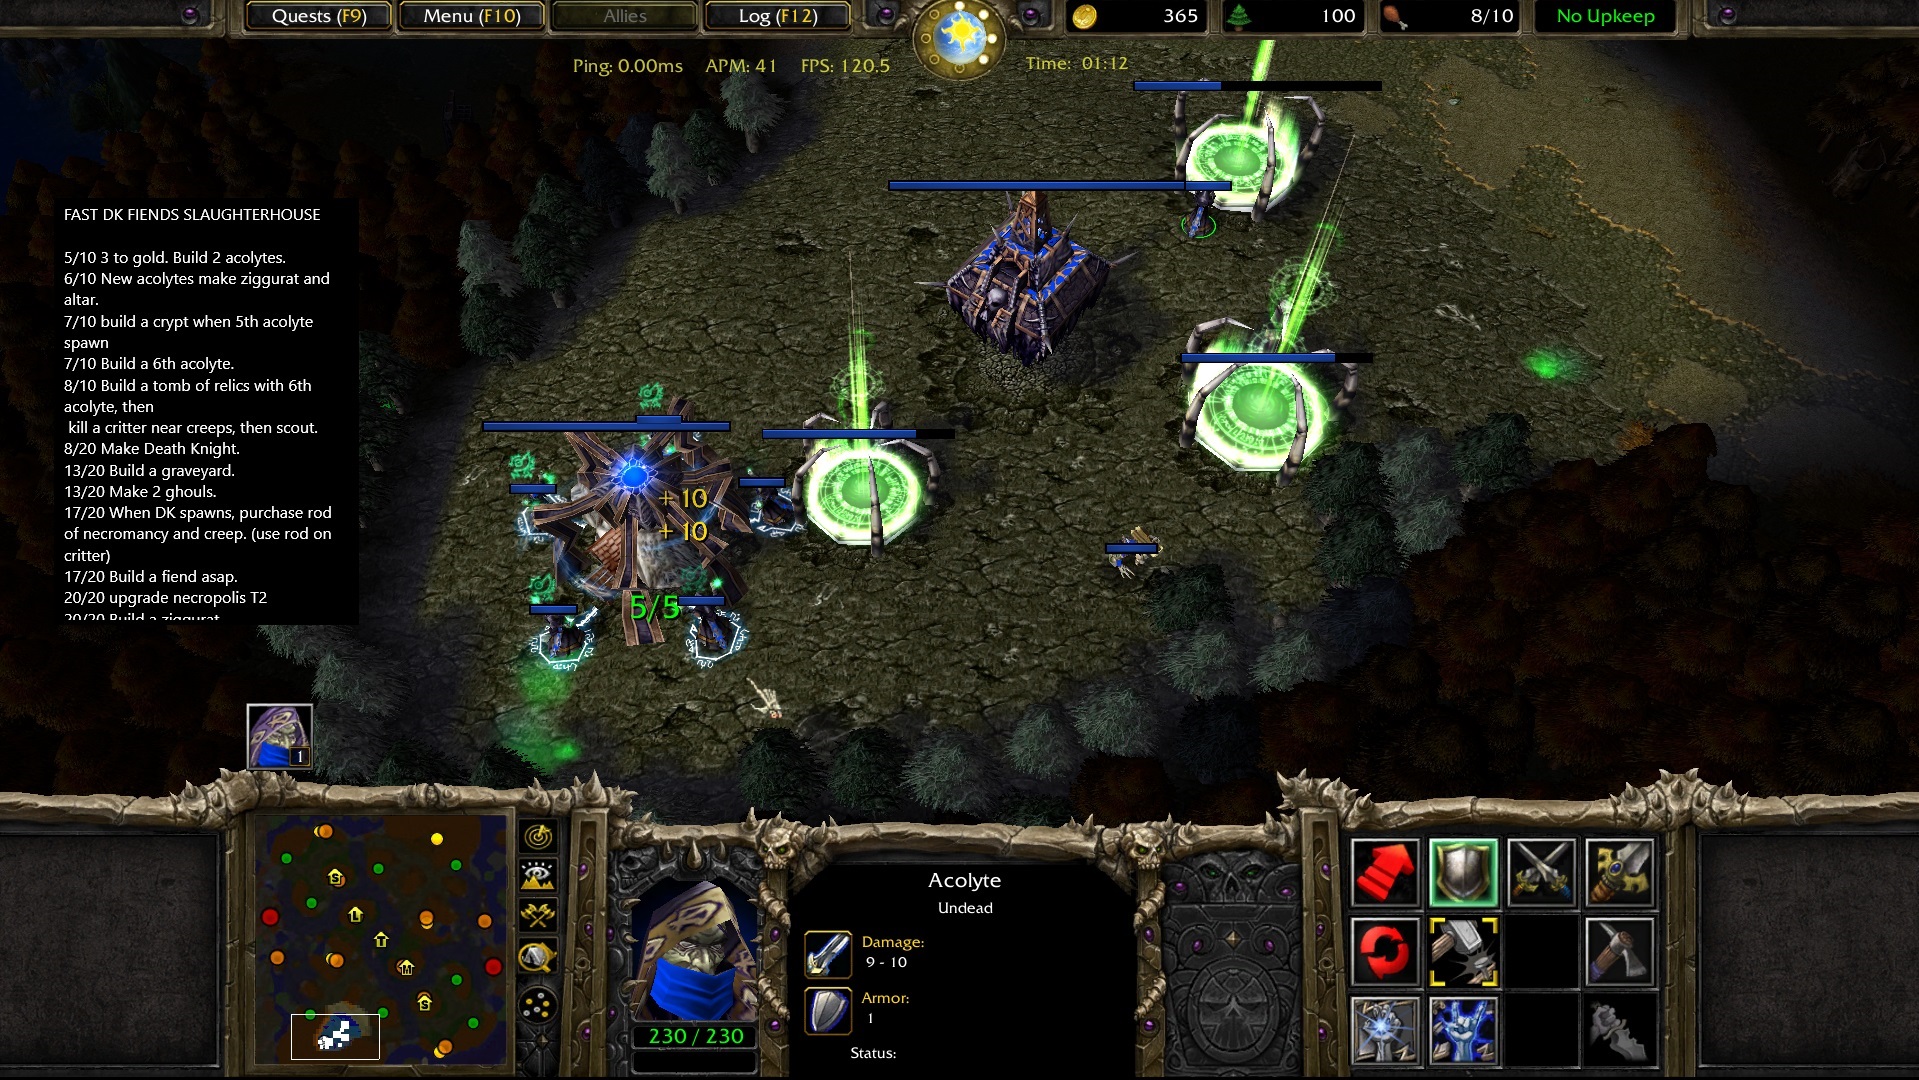 Quests (F9) Menu (F10) Allies Log (F12) 365 100 8/10 No Upkeep
Ping: 0.00ms APM: 41 FPS: 120.5 Time: 01:12
FAST DK FIENDS SLAUGHTERHOUSE
5/10 3 to gold. Build 2 acolytes.
6/10 New acolytes make ziggurat and
altar.
7/10 build a crypt when 5th acolyte
spawn
7/10 Build a 6th acolyte.
8/10 Build a tomb of relics with 6th
acolyte, then
kill a critter near creeps, then scout.
8/20 Make Death Knight.
13/20 Build a graveyard.
13/20 Make 2 ghouls.
17/20 When DK spawns, purchase rod
of necromancy and creep. (use rod on
critter)
17/20 Build a fiend asap.
20/20 upgrade necropolis T2
20/20 Build a ziggurat
+ 10
+ 10
5/5
1
S
L
T
M
S
Acolyte
Undead
Damage:
9 - 10
Armor:
1
230 / 230
Status: